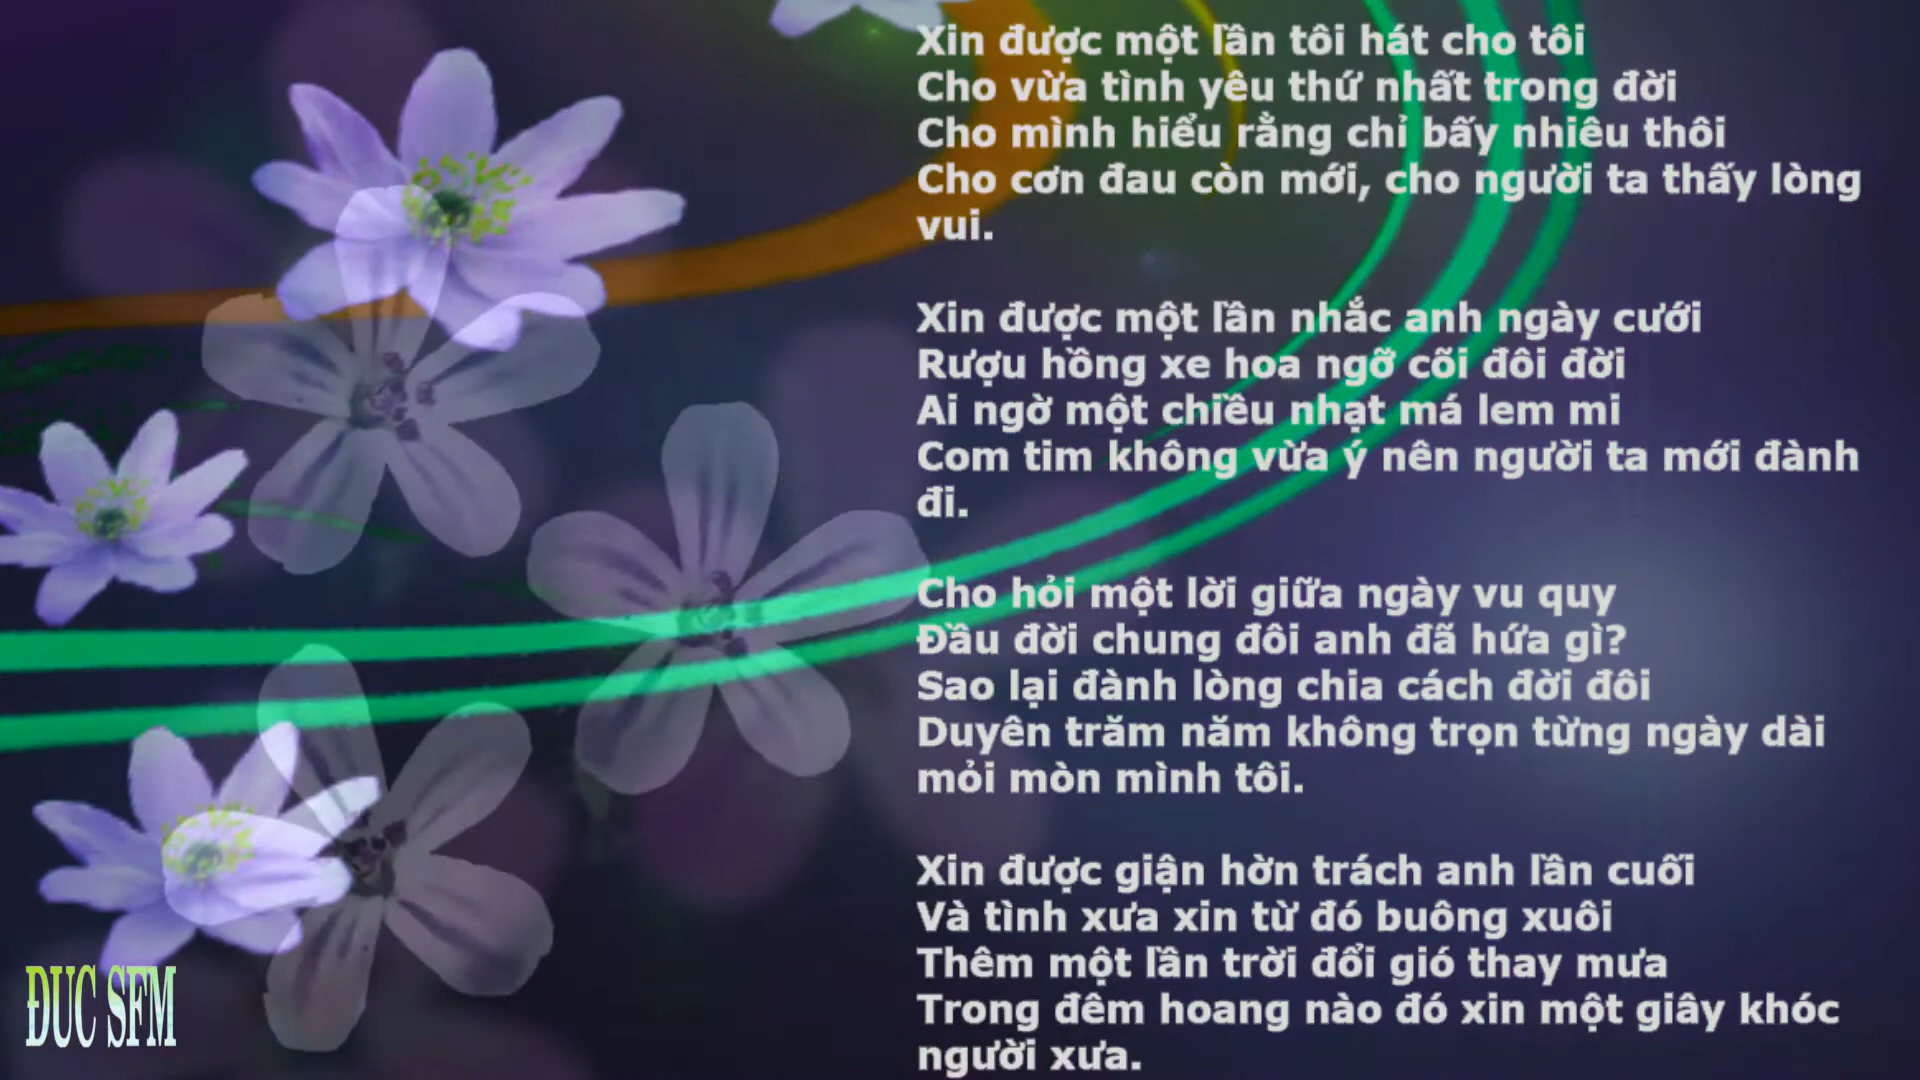 Xin được một lần tôi hát cho tôi
Cho vừa tình yêu thứ nhất trong đời
Cho mình hiểu rằng chỉ bấy nhiêu thôi
Cho cơn đau còn mới, cho người ta thấy lòng
vui.
Xin được một lần nhắc anh ngày cưới
Rượu hồng xe hoa ngỡ cõi đôi đời
Ai ngờ một chiều nhạt má lem mi
Com tim không vừa ý nên người ta mới đành
đi.
Cho hỏi một lời giữa ngày vu quy
Đầu đời chung đôi anh đã hứa gì?
Sao lại đành lòng chia cách đời đôi
Duyên trăm năm không trọn từng ngày dài
mỏi mòn mình tôi.
Xin được giận hờn trách anh lần cuối
Và tình xưa xin từ đó buông xuôi
Thêm một lần trời đổi gió thay mưa
Trong đêm hoang nào đó xin một giây khóc
người xưa.
ĐUC SFM